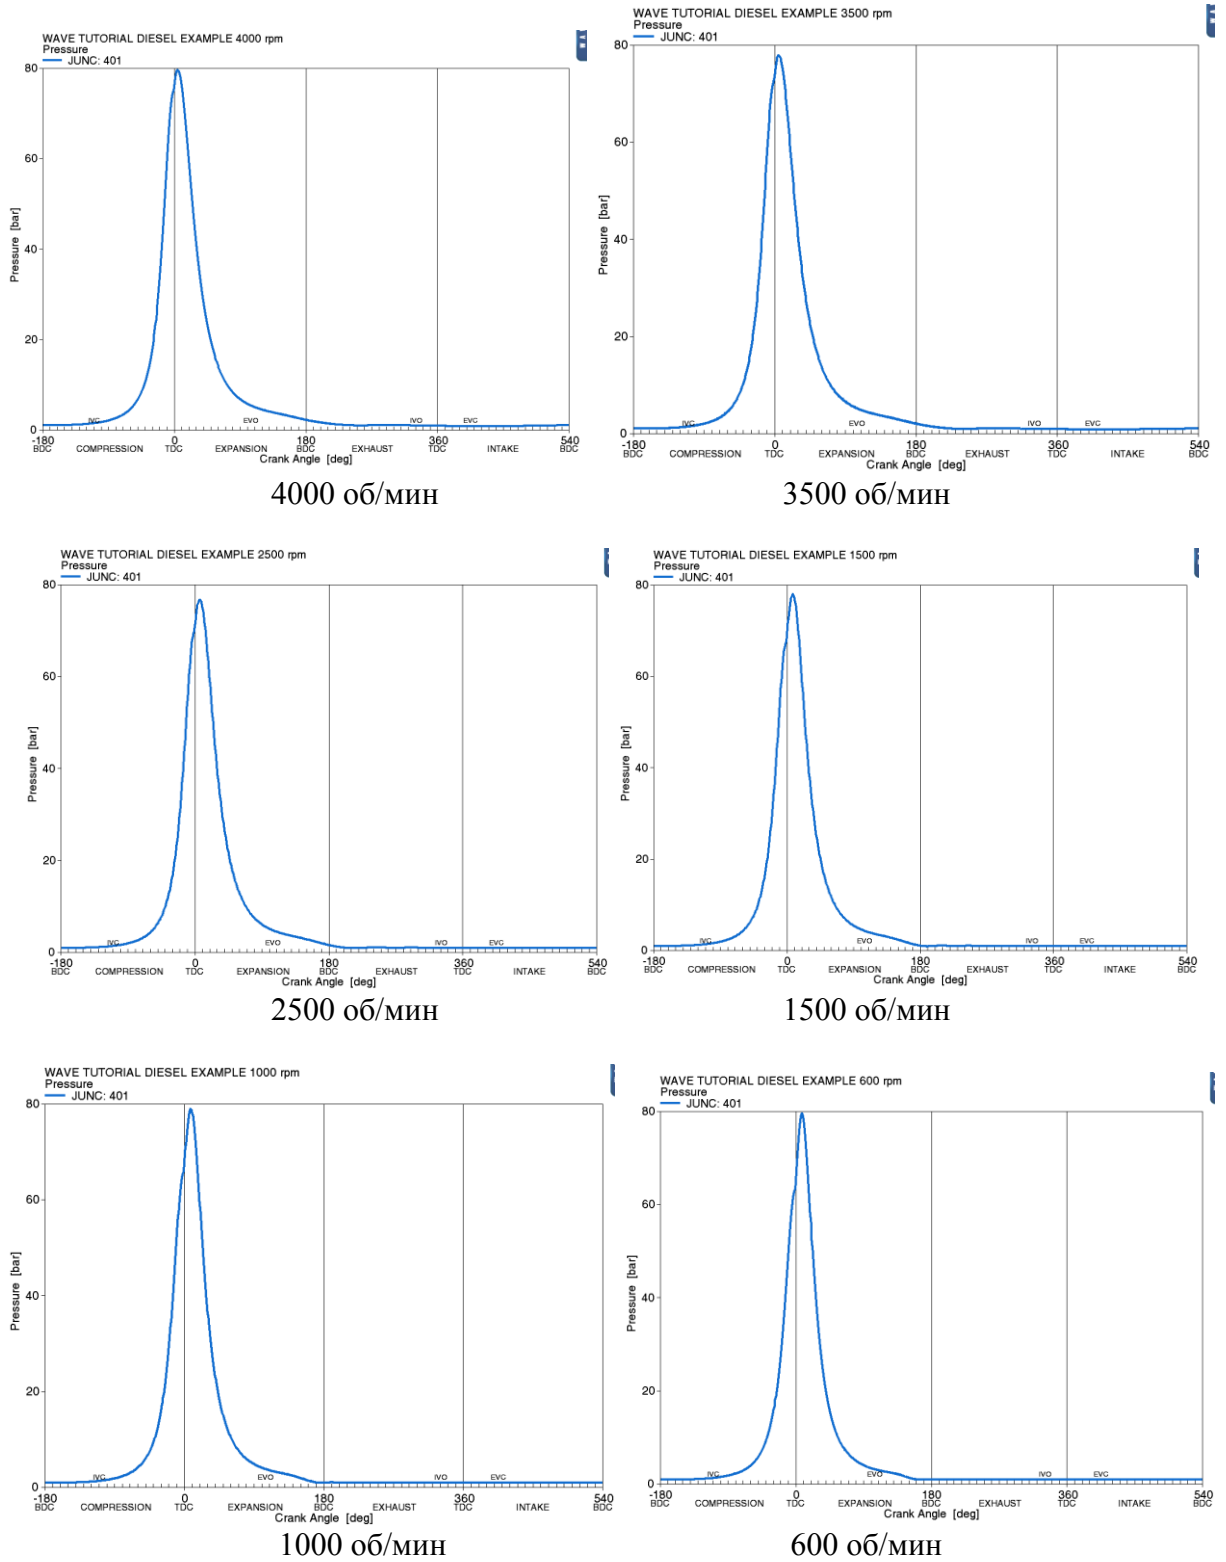 WAVE TUTORIAL DIESEL EXAMPLE 4000 rpm
Pressure
JUNC: 401
80
60
40
20
0
Pressure [bar]
IVC EVO IVO EVC
-180 0 180 360 540
BDC COMPRESSION TDC EXPANSION BDC EXHAUST TDC INTAKE BDC
Crank Angle [deg]
4000 об/мин
WAVE TUTORIAL DIESEL EXAMPLE 3500 rpm
Pressure
JUNC: 401
80
60
40
20
0
Pressure [bar]
IVC EVO IVO EVC
-180 0 180 360 540
BDC COMPRESSION TDC EXPANSION BDC EXHAUST TDC INTAKE BDC
Crank Angle [deg]
3500 об/мин
WAVE TUTORIAL DIESEL EXAMPLE 2500 rpm
Pressure
JUNC: 401
80
60
40
20
0
Pressure [bar]
IVC EVO IVO EVC
-180 0 180 360 540
BDC COMPRESSION TDC EXPANSION BDC EXHAUST TDC INTAKE BDC
Crank Angle [deg]
2500 об/мин
WAVE TUTORIAL DIESEL EXAMPLE 1500 rpm
Pressure
JUNC: 401
80
60
40
20
0
Pressure [bar]
IVC EVO IVO EVC
-180 0 180 360 540
BDC COMPRESSION TDC EXPANSION BDC EXHAUST TDC INTAKE BDC
Crank Angle [deg]
1500 об/мин
WAVE TUTORIAL DIESEL EXAMPLE 1000 rpm
Pressure
JUNC: 401
80
60
40
20
0
Pressure [bar]
IVC EVO IVO EVC
-180 0 180 360 540
BDC COMPRESSION TDC EXPANSION BDC EXHAUST TDC INTAKE BDC
Crank Angle [deg]
1000 об/мин
WAVE TUTORIAL DIESEL EXAMPLE 600 rpm
Pressure
JUNC: 401
80
60
40
20
0
Pressure [bar]
IVC EVO IVO EVC
-180 0 180 360 540
BDC COMPRESSION TDC EXPANSION BDC EXHAUST TDC INTAKE BDC
Crank Angle [deg]
600 об/мин